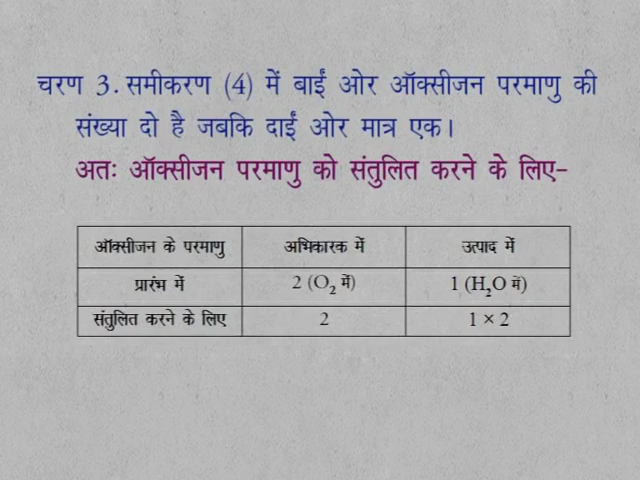 चरण 3. समीकरण (4) में बाईं ओर ऑक्सीजन परमाणु की
संख्या दो है जबकि दाईं ओर मात्र एक।
अतः ऑक्सीजन परमाणु को संतुलित करने के लिए-
ऑक्सीजन के परमाणु अभिकारक में उत्पाद में
प्रारंभ में 2 (O₂ में) 1 (H₂O में)
संतुलित करने के लिए 2 1 × 2